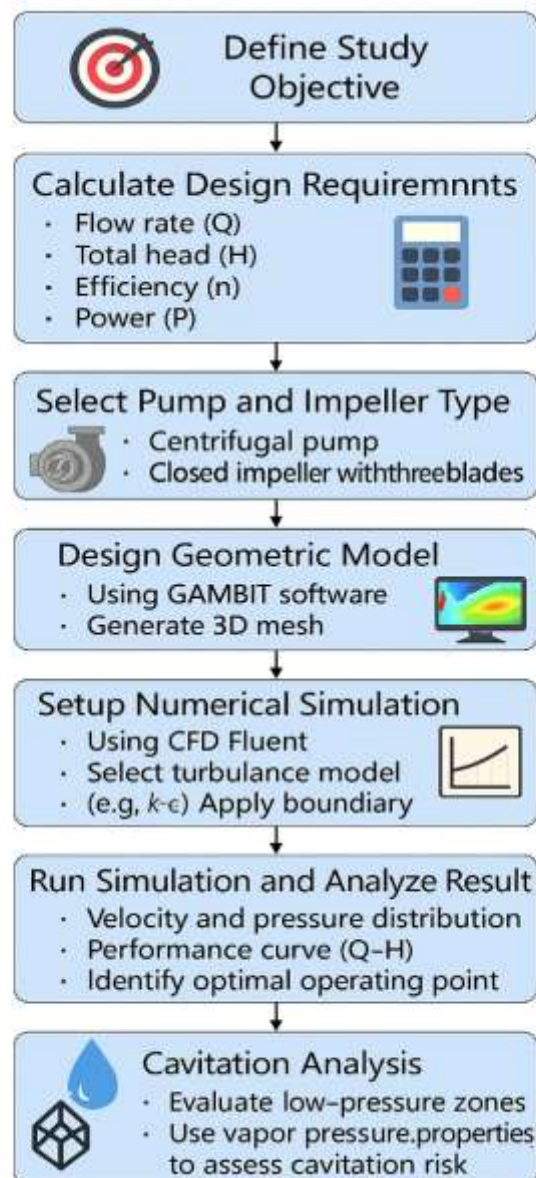 Define Study
Objective
Calculate Design Requiremnnts
· Flow rate (Q)
· Total head (H)
· Efficiency (n)
· Power (P)
Select Pump and Impeller Type
· Centrifugal pump
· Closed impeller withthreeblades
Design Geometric Model
· Using GAMBIT software
· Generate 3D mesh
Setup Numerical Simulation
· Using CFD Fluent
· Select turbulance model
· (e.g, k-ϵ) Apply boundiary
Run Simulation and Analyze Result
· Velocity and pressure distribution
· Performance curve (Q–H)
· Identify optimal operating point
Cavitation Analysis
· Evaluate low–pressure zones
· Use vapor pressure.properties
to assess cavitation risk